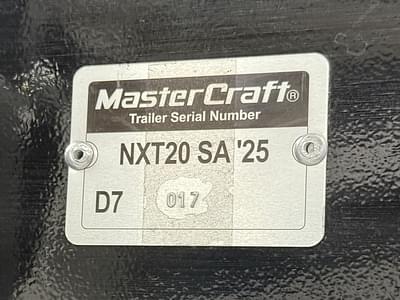 MasterCraft®
Trailer Serial Number
NXT20 SA '25
D7 017